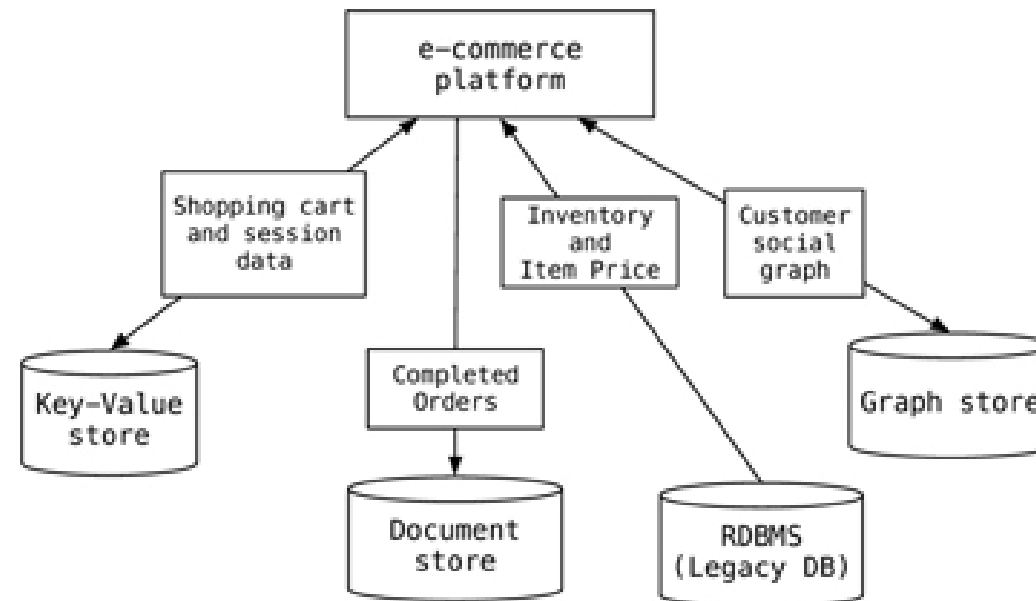 e-commerce
platform
Shopping cart
and session
data
Inventory
and
Item Price
Customer
social
graph
Key-Value
store
Completed
Orders
Graph store
Document
store
RDBMS
(Legacy DB)